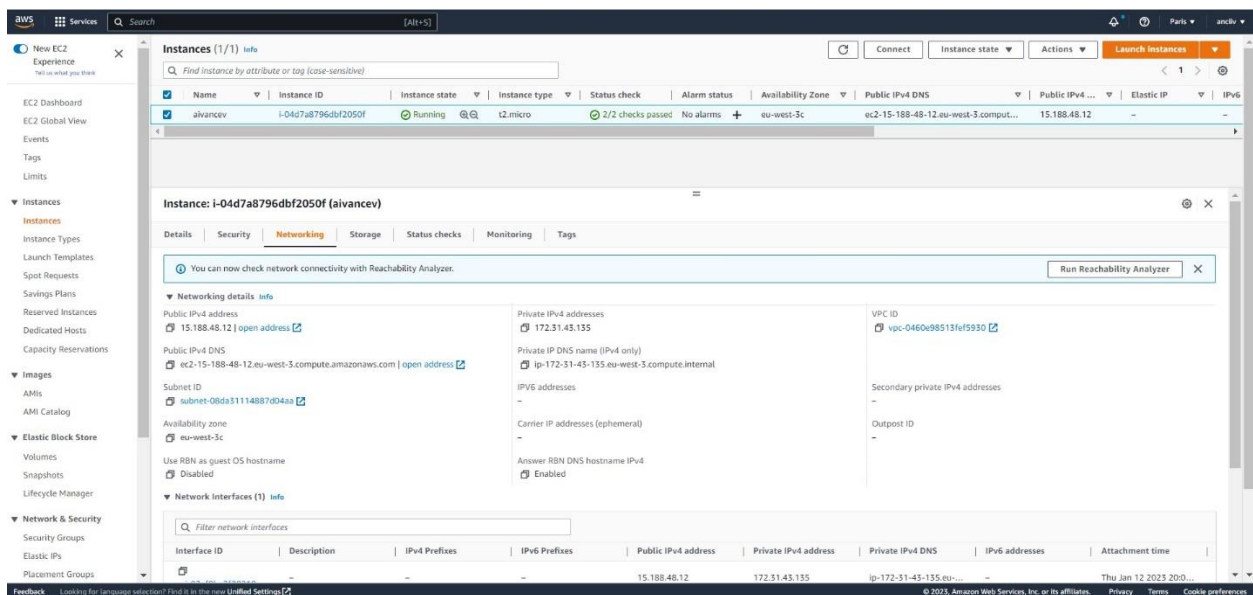 aws Services Search [Alt+S] Paris ancilv
New EC2 Experience
Tell us what you think
EC2 Dashboard
EC2 Global View
Events
Tags
Limits
Instances
Instances
Instance Types
Launch Templates
Spot Requests
Savings Plans
Reserved Instances
Dedicated Hosts
Capacity Reservations
Images
AMIs
AMI Catalog
Elastic Block Store
Volumes
Snapshots
Lifecycle Manager
Network & Security
Security Groups
Elastic IPs
Placement Groups
Instances (1/1) Info Connect Instance state Actions Launch Instances
Find instance by attribute or tag (case-sensitive) 1
Name Instance ID Instance state Instance type Status check Alarm status Availability Zone Public IPv4 DNS Public IPv4 ... Elastic IP IPv6
aivancev i-04d7a8796dbf2050f Running t2.micro 2/2 checks passed No alarms + eu-west-3c ec2-15-188-48-12.eu-west-3.comput... 15.188.48.12 – –
Instance: i-04d7a8796dbf2050f (aivancev)
Details Security Networking Storage Status checks Monitoring Tags
You can now check network connectivity with Reachability Analyzer. Run Reachability Analyzer
Networking details Info
Public IPv4 address Private IPv4 addresses VPC ID
15.188.48.12 | open address 172.31.43.135 vpc-0460e98513fef5930
Public IPv4 DNS Private IP DNS name (IPv4 only)
ec2-15-188-48-12.eu-west-3.compute.amazonaws.com | open address ip-172-31-43-135.eu-west-3.compute.internal
Subnet ID IPV6 addresses Secondary private IPv4 addresses
subnet-08da31114887d04aa – –
Availability zone Carrier IP addresses (ephemeral) Outpost ID
eu-west-3c – –
Use RBN as guest OS hostname Answer RBN DNS hostname IPv4
Disabled Enabled
Network Interfaces (1) Info
Filter network interfaces
Interface ID Description IPv4 Prefixes IPv6 Prefixes Public IPv4 address Private IPv4 address Private IPv4 DNS IPv6 addresses Attachment time
– – – 15.188.48.12 172.31.43.135 ip-172-31-43-135.eu-... – Thu Jan 12 2023 20:0...
Feedback Looking for language selection? Find it in the new Unified Settings © 2023, Amazon Web Services, Inc. or its affiliates. Privacy Terms Cookie preferences